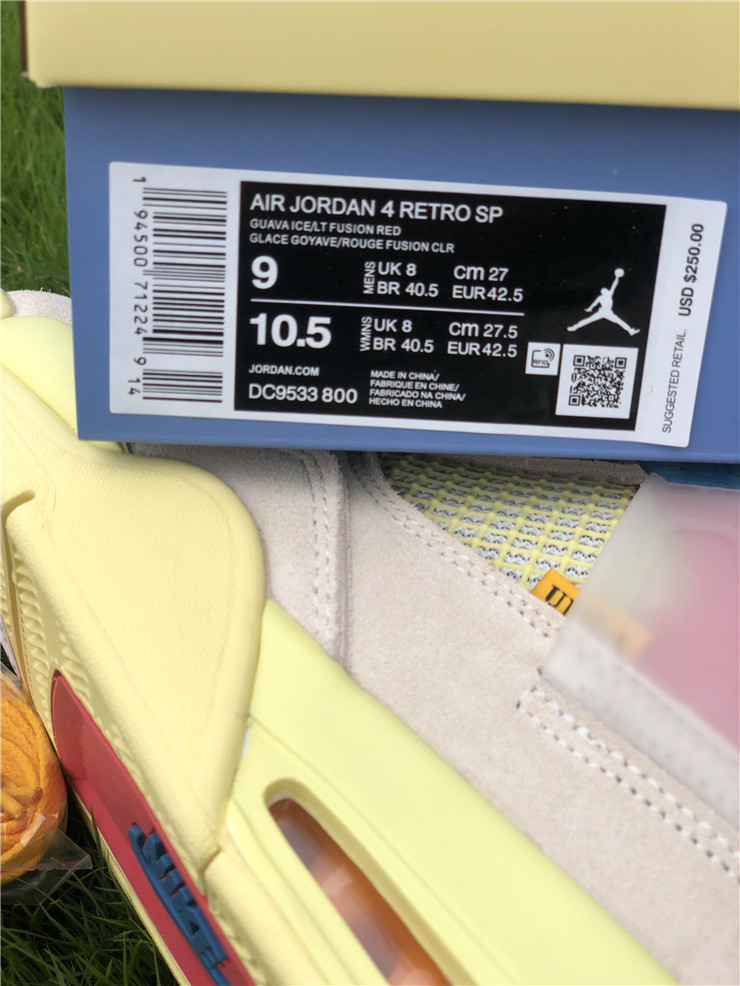 AIR JORDAN 4 RETRO SP
GUAVA ICE/LT FUSION RED
GLACE GOYAVE/ROUGE FUSION CLR
9 MENS UK 8 cm 27
BR 40.5 EUR 42.5
10.5 WMNS UK 8 cm 27.5
BR 40.5 EUR 42.5
JORDAN.COM
DC9533 800
MADE IN CHINA/
FABRIQUE EN CHINE/
FABRICADO NA CHINA/
HECHO EN CHINA
RFID
1 94500 71224 9 14
SUGGESTED RETAIL USD $250.00
NIKE